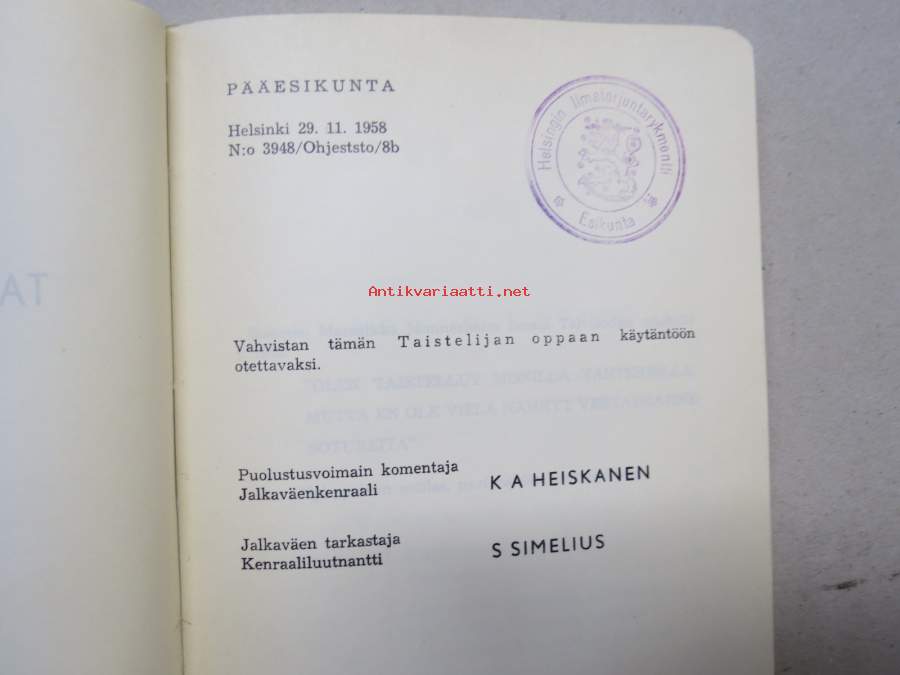 PÄÄESIKUNTA
Helsinki 29. 11. 1958
N:o 3948/Ohjeststo/8b
Helsingin Ilmatorjuntarykmentti
Esikunta
TA
Antikvariaatti.net
Vahvistan tämän Taistelijan oppaan käytäntöön
otettavaksi.
Puolustusvoimain komentaja
Jalkaväenkenraali
K A HEISKANEN
Jalkaväen tarkastaja
Kenraaliluutnantti
S SIMELIUS